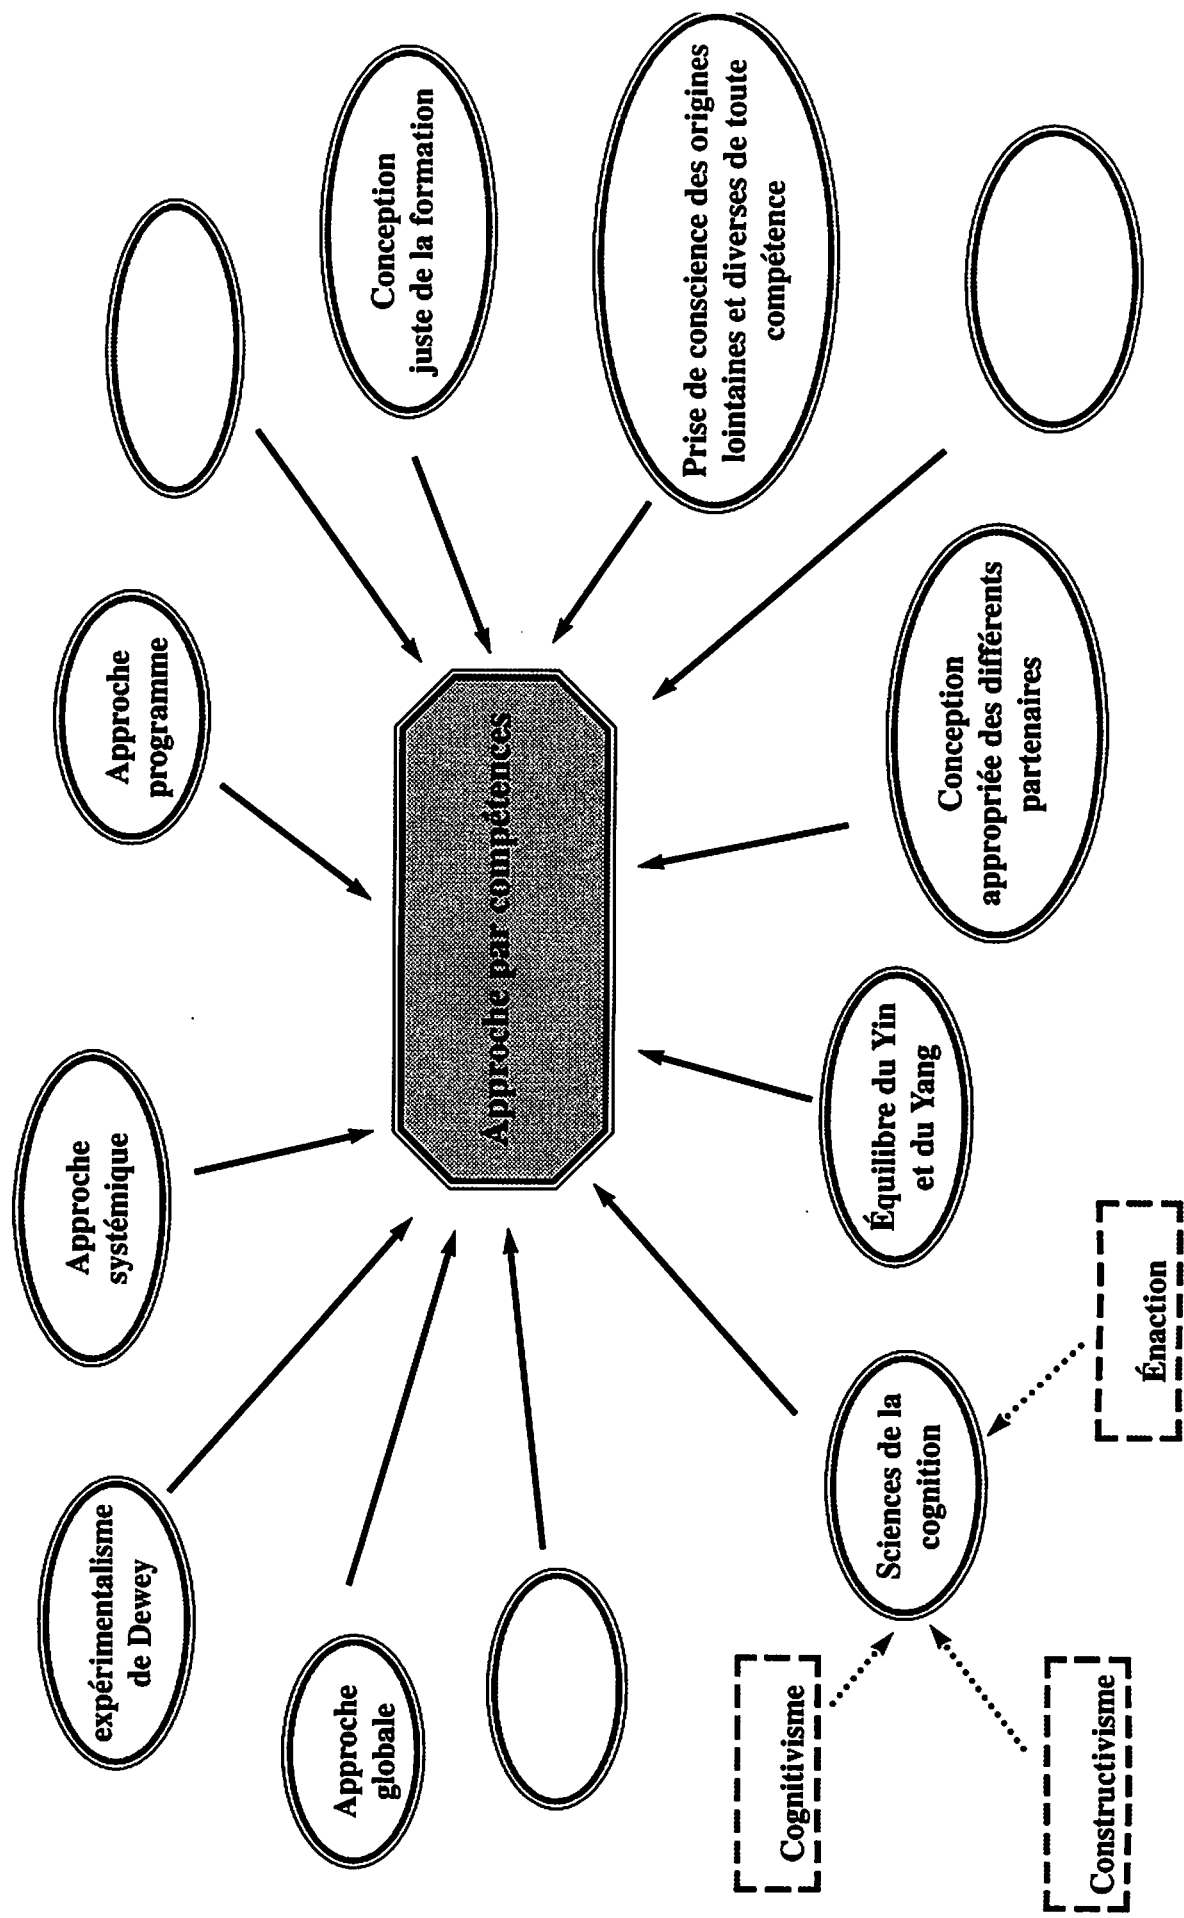 expérimentalisme
de Dewey
Approche
systémique
Approche
programme
Approche
globale
Conception
juste de la formation
Approche par compétences
Prise de conscience des origines
lointaines et diverses de toute
compétence
Sciences de la
cognition
Équilibre du Yin
et du Yang
Conception
appropriée des différents
partenaires
Cognitivisme
Constructivisme
Énaction